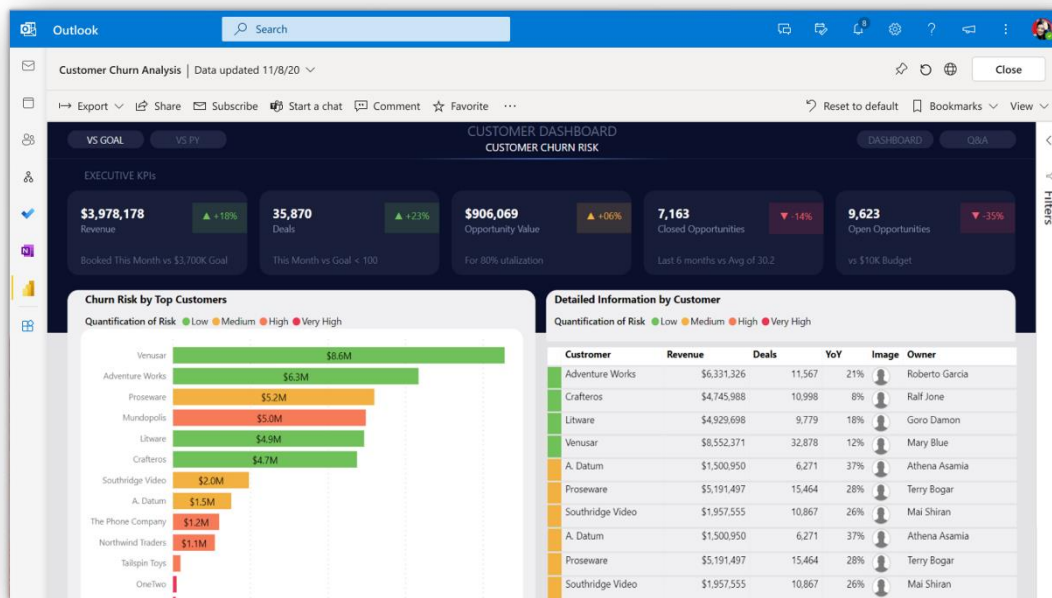 Outlook
Search
8
Customer Churn Analysis | Data updated 11/8/20
Close
Export Share Subscribe Start a chat Comment Favorite ...
Reset to default Bookmarks View
VS GOAL
VS PY
CUSTOMER DASHBOARD
CUSTOMER CHURN RISK
DASHBOARD
Q&A
Filters
EXECUTIVE KPIs
$3,978,178
Revenue
▲ +18%
Booked This Month vs $3,700K Goal
35,870
Deals
▲ +23%
This Month vs Goal < 100
$906,069
Opportunity Value
▲ +06%
For 80% utalization
7,163
Closed Opportunities
▼ -14%
Last 6 months vs Avg of 30.2
9,623
Open Opportunities
▼ -35%
vs $10K Budget
Churn Risk by Top Customers
Quantification of Risk Low Medium High Very High
Venusar $8.6M
Adventure Works $6.3M
Proseware $5.2M
Mundopolis $5.0M
Litware $4.9M
Crafteros $4.7M
Southridge Video $2.0M
A. Datum $1.5M
The Phone Company $1.2M
Northwind Traders $1.1M
Tailspin Toys
OneTwo
Detailed Information by Customer
Quantification of Risk Low Medium High Very High
Custromer Revenue Deals YoY Image Owner
Adventure Works $6,331,326 11,567 21% Roberto Garcia
Crafteros $4,745,988 10,998 8% Ralf Jone
Litware $4,929,698 9,779 18% Goro Damon
Venusar $8,552,371 32,878 12% Mary Blue
A. Datum $1,500,950 6,271 37% Athena Asamia
Proseware $5,191,497 15,464 28% Terry Bogar
Southridge Video $1,957,555 10,867 26% Mai Shiran
A. Datum $1,500,950 6,271 37% Athena Asamia
Proseware $5,191,497 15,464 28% Terry Bogar
Southridge Video $1,957,555 10,867 26% Mai Shiran